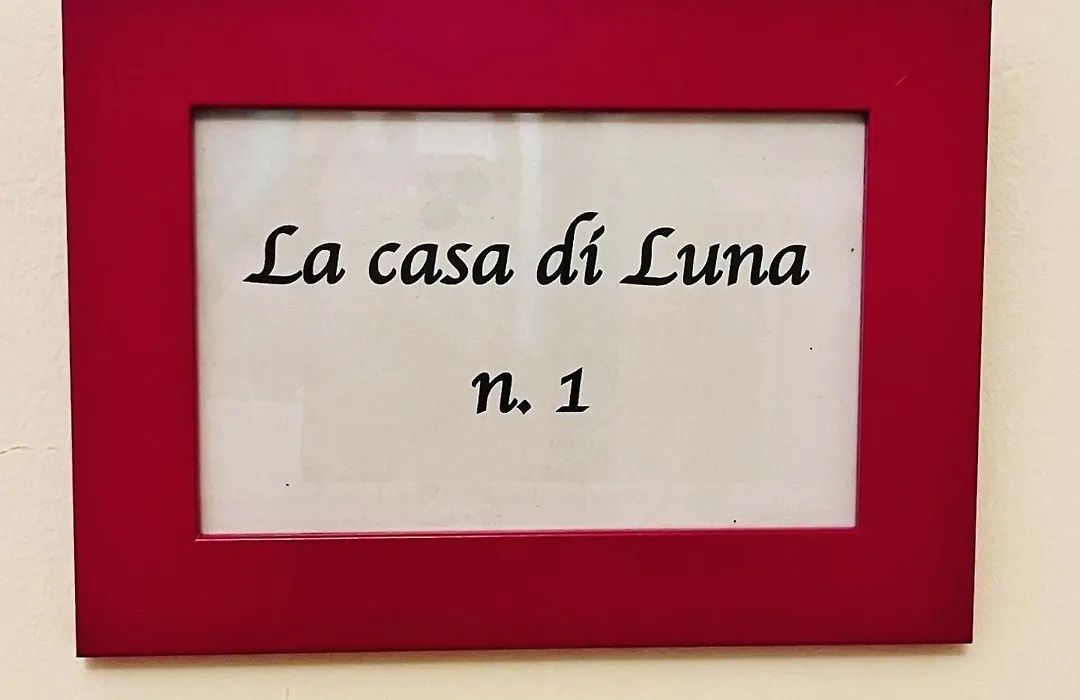 La casa di Luna
n. 1